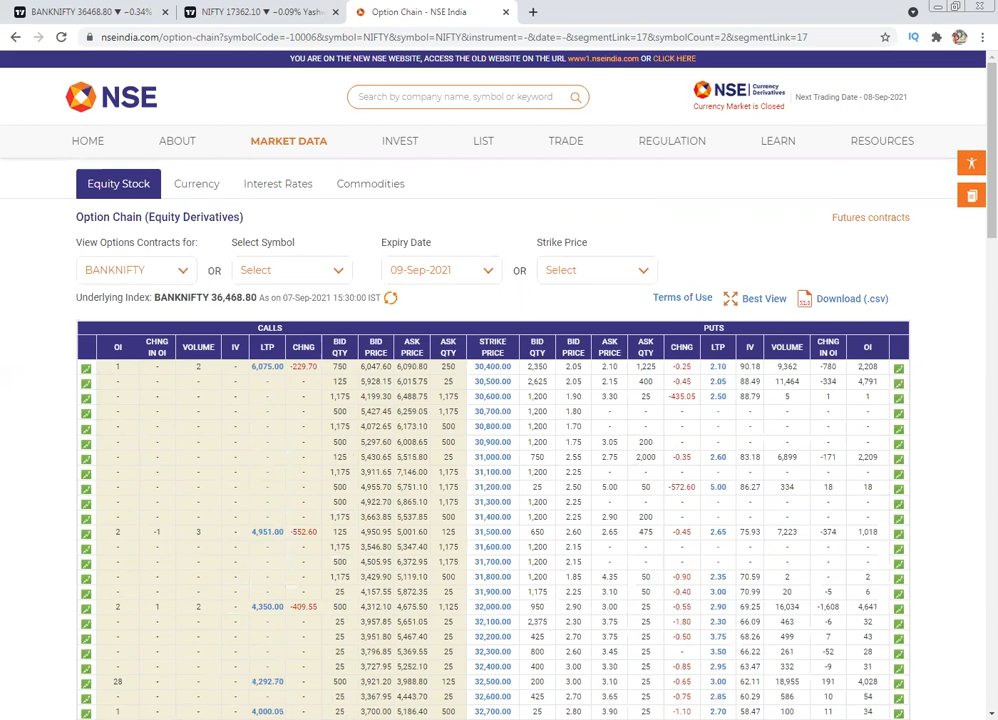 BANKNIFTY 36468.80 ▼ −0.34%
NIFTY 17362.10 ▼ −0.09% Yash
Option Chain - NSE India
nseindia.com/option-chain?symbolCode=-10006&symbol=NIFTY&symbol=NIFTY&instrument=-&date=-&segmentLink=17&symbolCount=2&segmentLink=17
IQ
YOU ARE ON THE NEW NSE WEBSITE, ACCESS THE OLD WEBSITE ON THE URL www1.nseindia.com OR CLICK HERE
NSE
Search by company name, symbol or keyword
NSE Currency Derivatives
Currency Market is Closed
Next Trading Date - 08-Sep-2021
HOME ABOUT MARKET DATA INVEST LIST TRADE REGULATION LEARN RESOURCES
Equity Stock Currency Interest Rates Commodities
Option Chain (Equity Derivatives)
Futures contracts
View Options Contracts for: Select Symbol Expiry Date Strike Price
BANKNIFTY OR Select 09-Sep-2021 OR Select
Underlying Index: BANKNIFTY 36,468.80 As on 07-Sep-2021 15:30:00 IST
Terms of Use Best View Download (.csv)
CALLS PUTS
OI CHNG IN OI VOLUME IV LTP CHNG BID QTY BID PRICE ASK PRICE ASK QTY STRIKE PRICE BID QTY BID PRICE ASK PRICE ASK QTY CHNG LTP IV VOLUME CHNG IN OI OI
1 - 2 - 6,075.00 -229.70 750 6,047.60 6,090.80 250 30,400.00 2,350 2.05 2.10 1,225 -0.25 2.10 90.18 9,362 -780 2,208
- - - - - - 125 5,928.15 6,015.75 25 30,500.00 2,625 2.05 2.15 400 -0.45 2.05 88.49 11,464 -334 4,791
- - - - - - 1,175 4,199.30 6,488.75 1,175 30,600.00 1,200 1.90 3.30 25 -435.05 2.50 88.79 5 1 1
- - - - - - 500 5,427.45 6,259.05 1,175 30,700.00 1,200 1.80 - - - - - - - -
- - - - - - 1,175 4,072.65 6,173.10 500 30,800.00 1,200 1.70 - - - - - - - -
- - - - - - 500 5,297.60 6,008.65 500 30,900.00 1,200 1.75 3.05 200 - - - - - -
- - - - - - 125 5,430.65 5,515.80 25 31,000.00 750 2.55 2.75 2,000 -0.35 2.60 83.18 6,899 -171 2,209
- - - - - - 1,175 3,911.65 7,146.00 1,175 31,100.00 1,200 2.25 - - - - - - - -
- - - - - - 500 4,955.70 5,751.10 1,175 31,200.00 25 2.50 5.00 50 -572.60 5.00 86.27 334 18 18
- - - - - - 500 4,922.70 6,865.10 1,175 31,300.00 1,200 2.25 - - - - - - - -
- - - - - - 1,175 3,663.85 5,537.85 500 31,400.00 1,200 2.25 2.90 200 - - - - - -
2 -1 3 - 4,951.00 -552.60 125 4,950.95 5,001.60 125 31,500.00 650 2.60 2.65 475 -0.45 2.65 75.93 7,223 -374 1,018
- - - - - - 1,175 3,546.80 5,347.40 1,175 31,600.00 1,200 2.15 - - - - - - - -
- - - - - - 500 4,505.95 6,372.95 1,175 31,700.00 1,200 2.15 - - - - - - - -
- - - - - - 1,175 3,429.90 5,119.10 500 31,800.00 1,200 1.85 4.35 50 -0.90 2.35 70.59 2 - 2
- - - - - - 25 4,157.55 5,872.35 25 31,900.00 1,175 2.25 3.10 50 -0.40 3.00 70.99 20 -5 6
2 1 2 - 4,350.00 -409.55 500 4,312.10 4,675.50 1,125 32,000.00 950 2.90 3.00 25 -0.55 2.90 69.25 16,034 -1,608 4,641
- - - - - - 25 3,957.85 5,651.05 25 32,100.00 2,375 2.30 3.75 25 -1.80 2.30 66.09 463 -6 32
- - - - - - 25 3,951.80 5,467.40 25 32,200.00 425 2.70 3.75 25 -0.50 3.75 68.26 499 7 43
- - - - - - 25 3,796.85 5,369.55 25 32,300.00 800 2.60 3.45 25 - 3.50 66.22 261 -52 28
- - - - - - 25 3,727.95 5,252.10 25 32,400.00 400 3.00 3.30 25 -0.85 2.95 63.47 332 -9 31
28 - - - 4,292.70 - 500 3,921.20 3,988.80 125 32,500.00 200 3.00 3.10 25 -0.65 3.00 62.11 18,955 191 4,028
- - - - - - 25 3,367.95 4,443.70 25 32,600.00 425 2.70 3.65 25 -0.75 2.85 60.29 586 10 54
1 - - - 4,000.05 - 25 3,700.00 5,186.40 500 32,700.00 25 2.80 3.90 25 -1.10 2.70 58.47 100 11 34